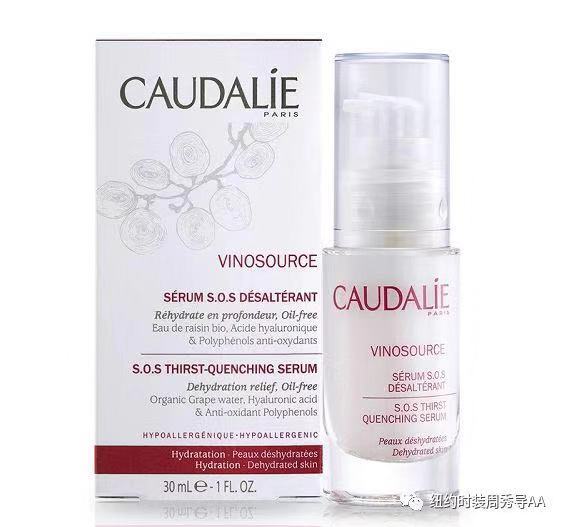 CAUDALÍE
PARIS
VINOSOURCE
SÉRUM S.O.S DÉSALTÉRANT
Réhydrate en profondeur, Oil-free
Eau de raisin bio, Acide hyaluronique
& Polyphénols anti-oxydants
S.O.S THIRST-QUENCHING SERUM
Dehydration relief, Oil-free
Organic Grape water, Hyaluronic acid
& Anti-oxidant Polyphenols
HYPOALLERGÉNIQUE·HYPOALLERGENIC
Hydratation · Peaux déshydratées
Hydration · Dehydrated skin
30 mL ℮ - 1 FL. OZ.
CAUDALÍE
PARIS
VINOSOURCE
SÉRUM S.O.S
DÉSALTÉRANT
S.O.S THIRST
QUENCHING SERUM
Peaux déshydratées
Dehydrated skin
纽约时装周秀导AA